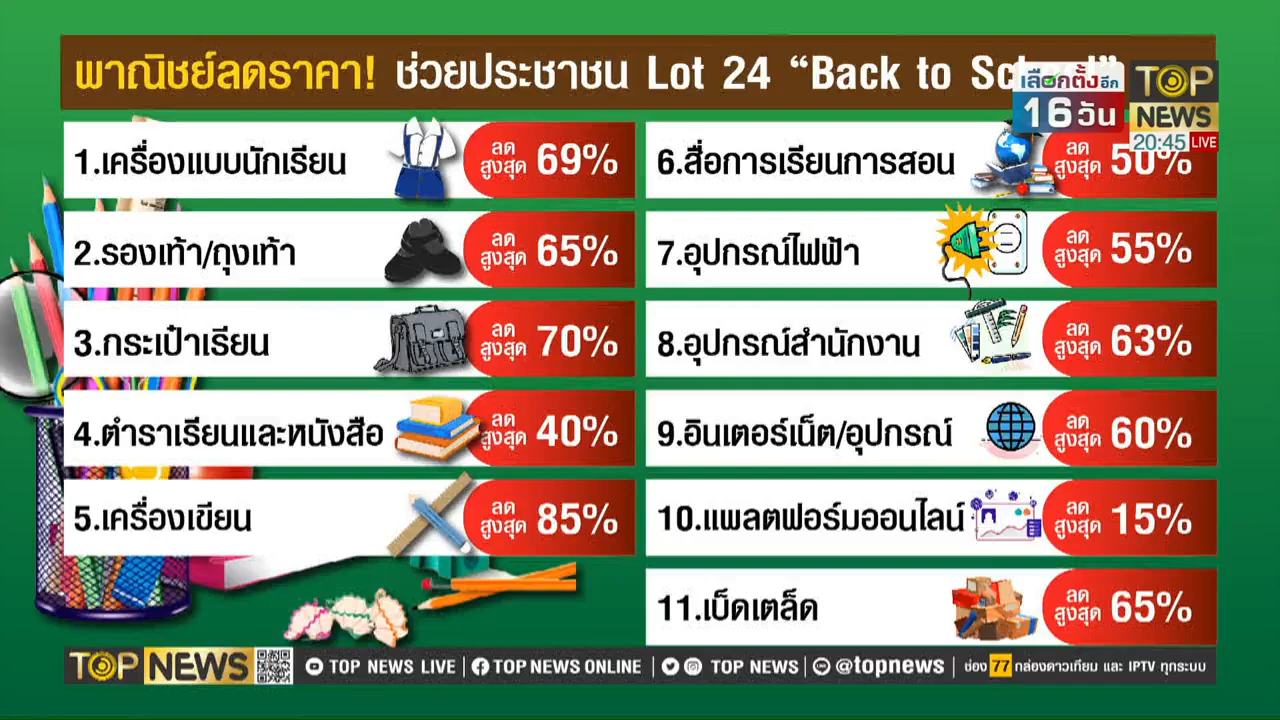 พาณิชย์ลดราคา! ช่วยประชาชน Lot 24 “Back to
เลือกตั้งอีก
16 วัน
TOP
NEWS
20:45 LIVE
1.เครื่องแบบนักเรียน
ลด
สูงสุด 69%
2.รองเท้า/ถุงเท้า
ลด
สูงสุด 65%
3.กระเป๋าเรียน
ลด
สูงสุด 70%
4.ตำราเรียนและหนังสือ
ลด
สูงสุด 40%
5.เครื่องเขียน
ลด
สูงสุด 85%
6.สื่อการเรียนการสอน
ลด
สูงสุด 50%
7.อุปกรณ์ไฟฟ้า
ลด
สูงสุด 55%
8.อุปกรณ์สำนักงาน
ลด
สูงสุด 63%
9.อินเตอร์เน็ต/อุปกรณ์
ลด
สูงสุด 60%
10.แพลตฟอร์มออนไลน์
ลด
สูงสุด 15%
11.เบ็ดเตล็ด
ลด
สูงสุด 65%
TOP NEWS TOP NEWS LIVE | TOP NEWS ONLINE | TOP NEWS | @topnews | ช่อง 77 กล่องดาวเทียม และ IPTV ทุกระบบ